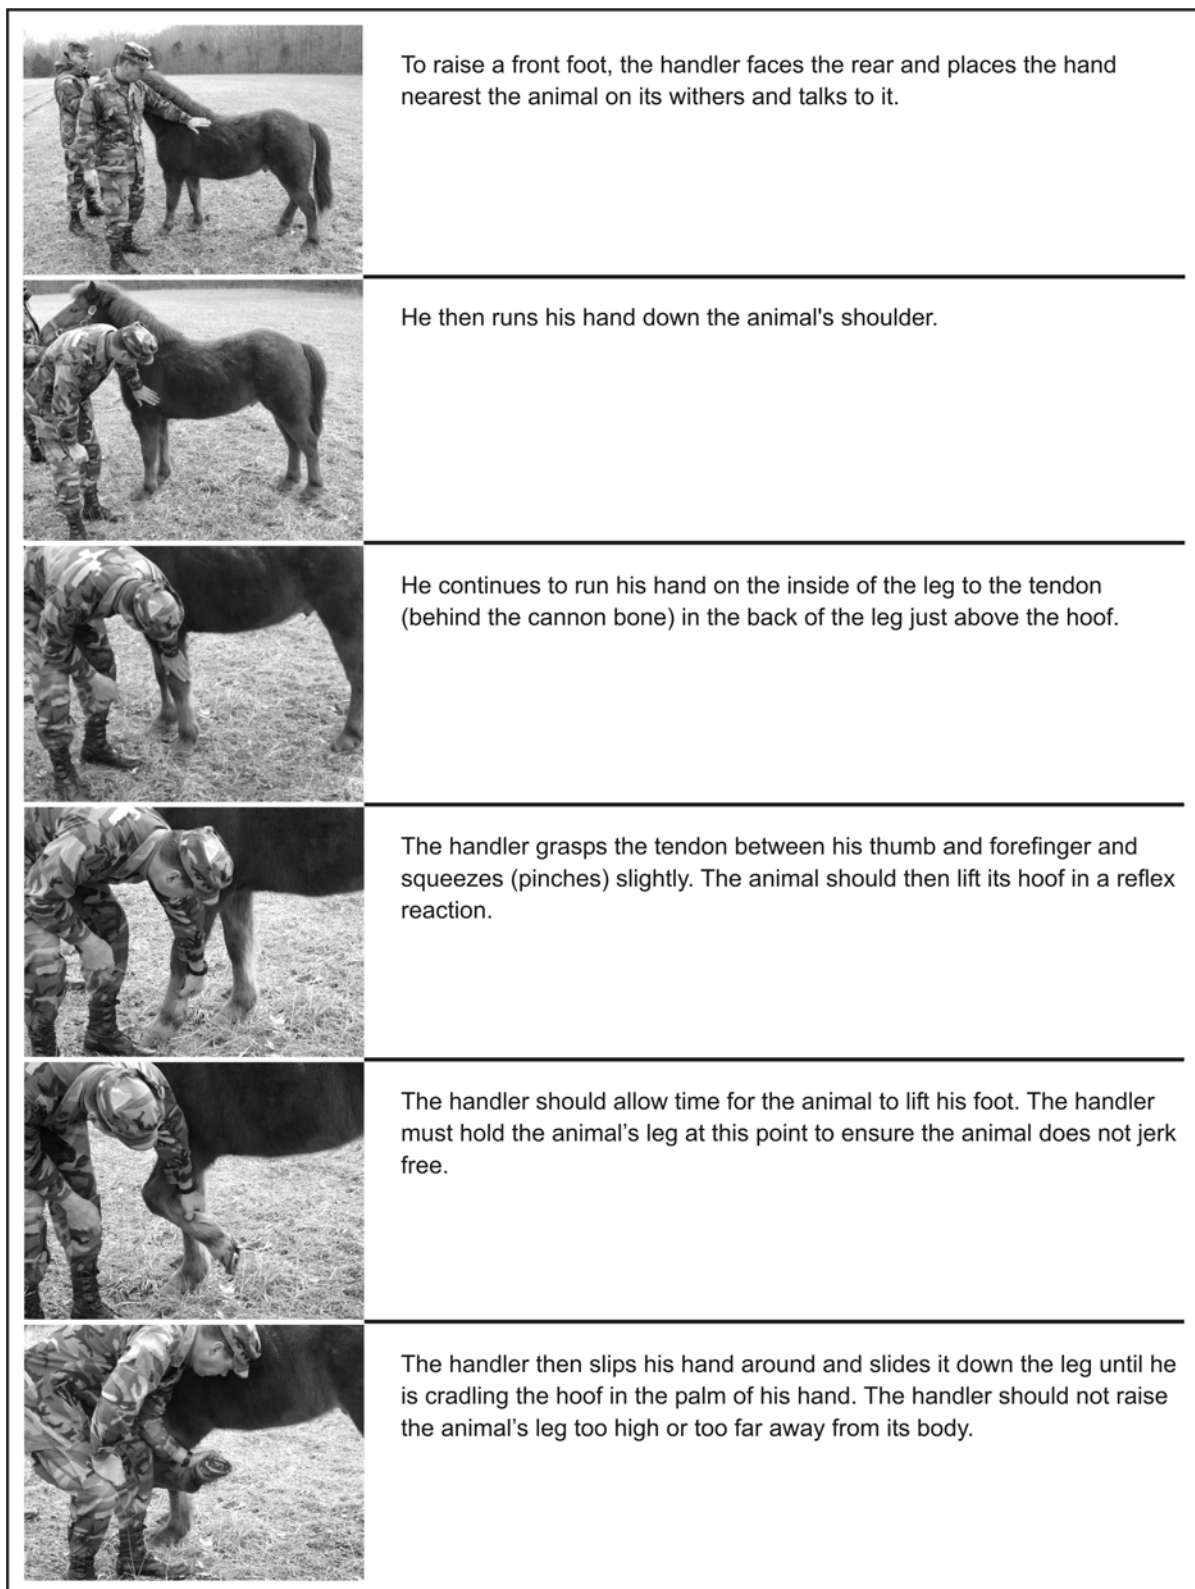 To raise a front foot, the handler faces the rear and places the hand
nearest the animal on its withers and talks to it.
He then runs his hand down the animal's shoulder.
He continues to run his hand on the inside of the leg to the tendon
(behind the cannon bone) in the back of the leg just above the hoof.
The handler grasps the tendon between his thumb and forefinger and
squeezes (pinches) slightly. The animal should then lift its hoof in a reflex
reaction.
The handler should allow time for the animal to lift his foot. The handler
must hold the animal’s leg at this point to ensure the animal does not jerk
free.
The handler then slips his hand around and slides it down the leg until he
is cradling the hoof in the palm of his hand. The handler should not raise
the animal’s leg too high or too far away from its body.